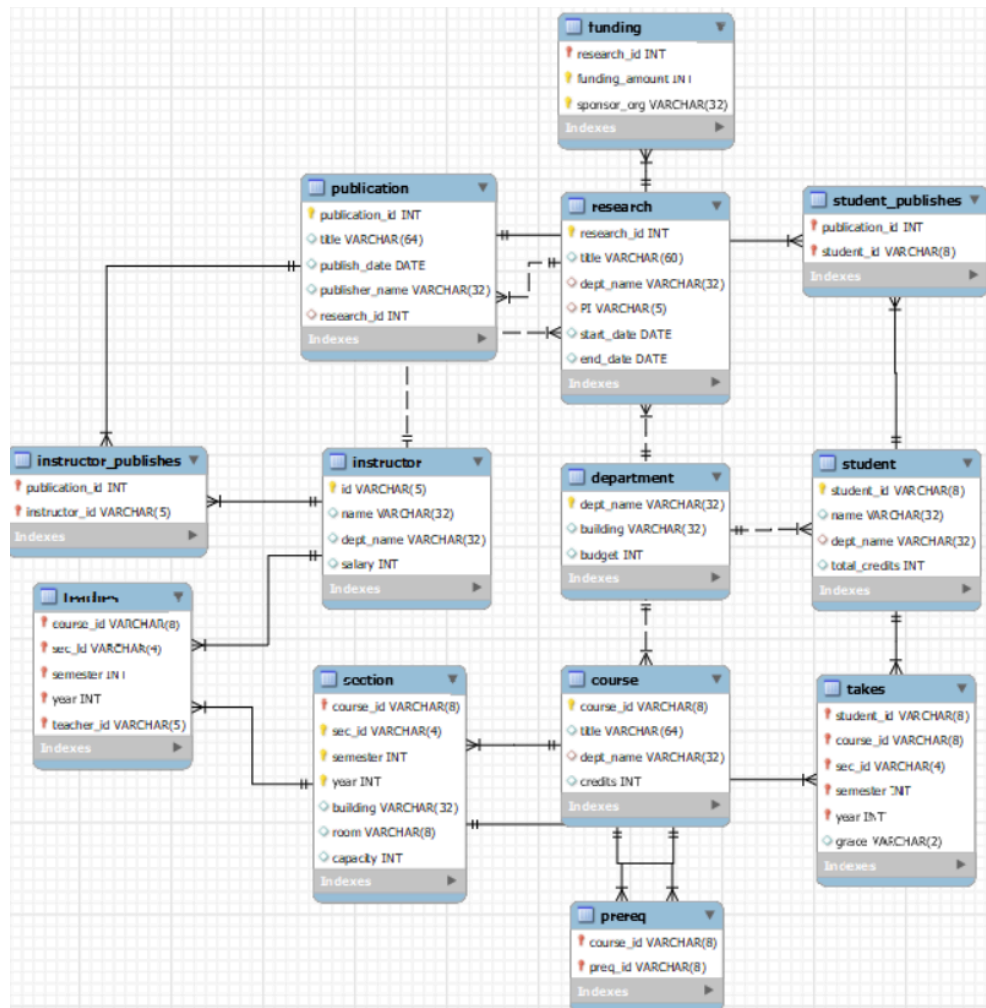 funding
research_id INT
funding_amount INT
sponsor_org VARCHAR(32)
Indexes
publication
publication_id INT
title VARCHAR(64)
publish_date DATE
publisher_name VARCHAR(32)
research_id INT
Indexes
research
research_id INT
title VARCHAR(60)
dept_name VARCHAR(32)
PI VARCHAR(5)
start_date DATE
end_date DATE
Indexes
student_publishes
publication_id INT
student_id VARCHAR(8)
Indexes
instructor_publishes
publication_id INT
instructor_id VARCHAR(5)
Indexes
instructor
id VARCHAR(5)
name VARCHAR(32)
dept_name VARCHAR(32)
salary INT
Indexes
department
dept_name VARCHAR(32)
building VARCHAR(32)
budget INT
Indexes
student
student_id VARCHAR(8)
name VARCHAR(32)
dept_name VARCHAR(32)
total_credits INT
Indexes
teaches
course_id VARCHAR(8)
sec_id VARCHAR(4)
semester INT
year INT
teacher_id VARCHAR(5)
Indexes
section
course_id VARCHAR(8)
sec_id VARCHAR(4)
semester INT
year INT
building VARCHAR(32)
room VARCHAR(8)
capacity INT
Indexes
course
course_id VARCHAR(8)
title VARCHAR(64)
dept_name VARCHAR(32)
credits INT
Indexes
takes
student_id VARCHAR(8)
course_id VARCHAR(8)
sec_id VARCHAR(4)
semester INT
year INT
grace VARCHAR(2)
Indexes
prereq
course_id VARCHAR(8)
preq_id VARCHAR(8)
Indexes